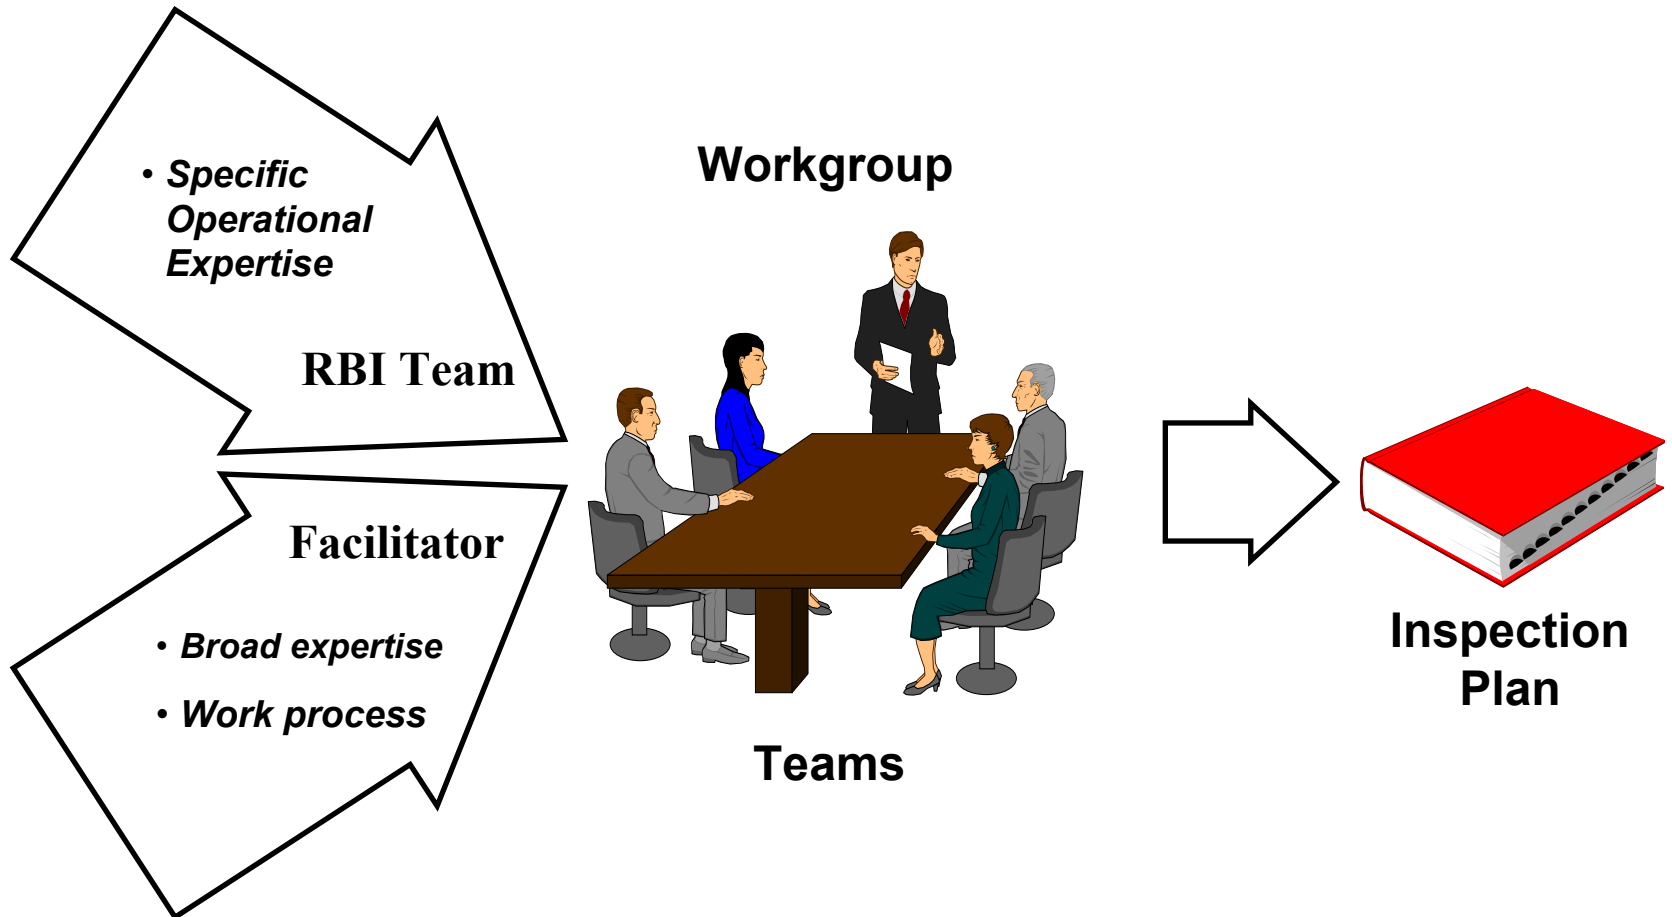 • Specific
Operational
Expertise
RBI Team
Facilitator
• Broad expertise
• Work process
Workgroup
Teams
Inspection
Plan